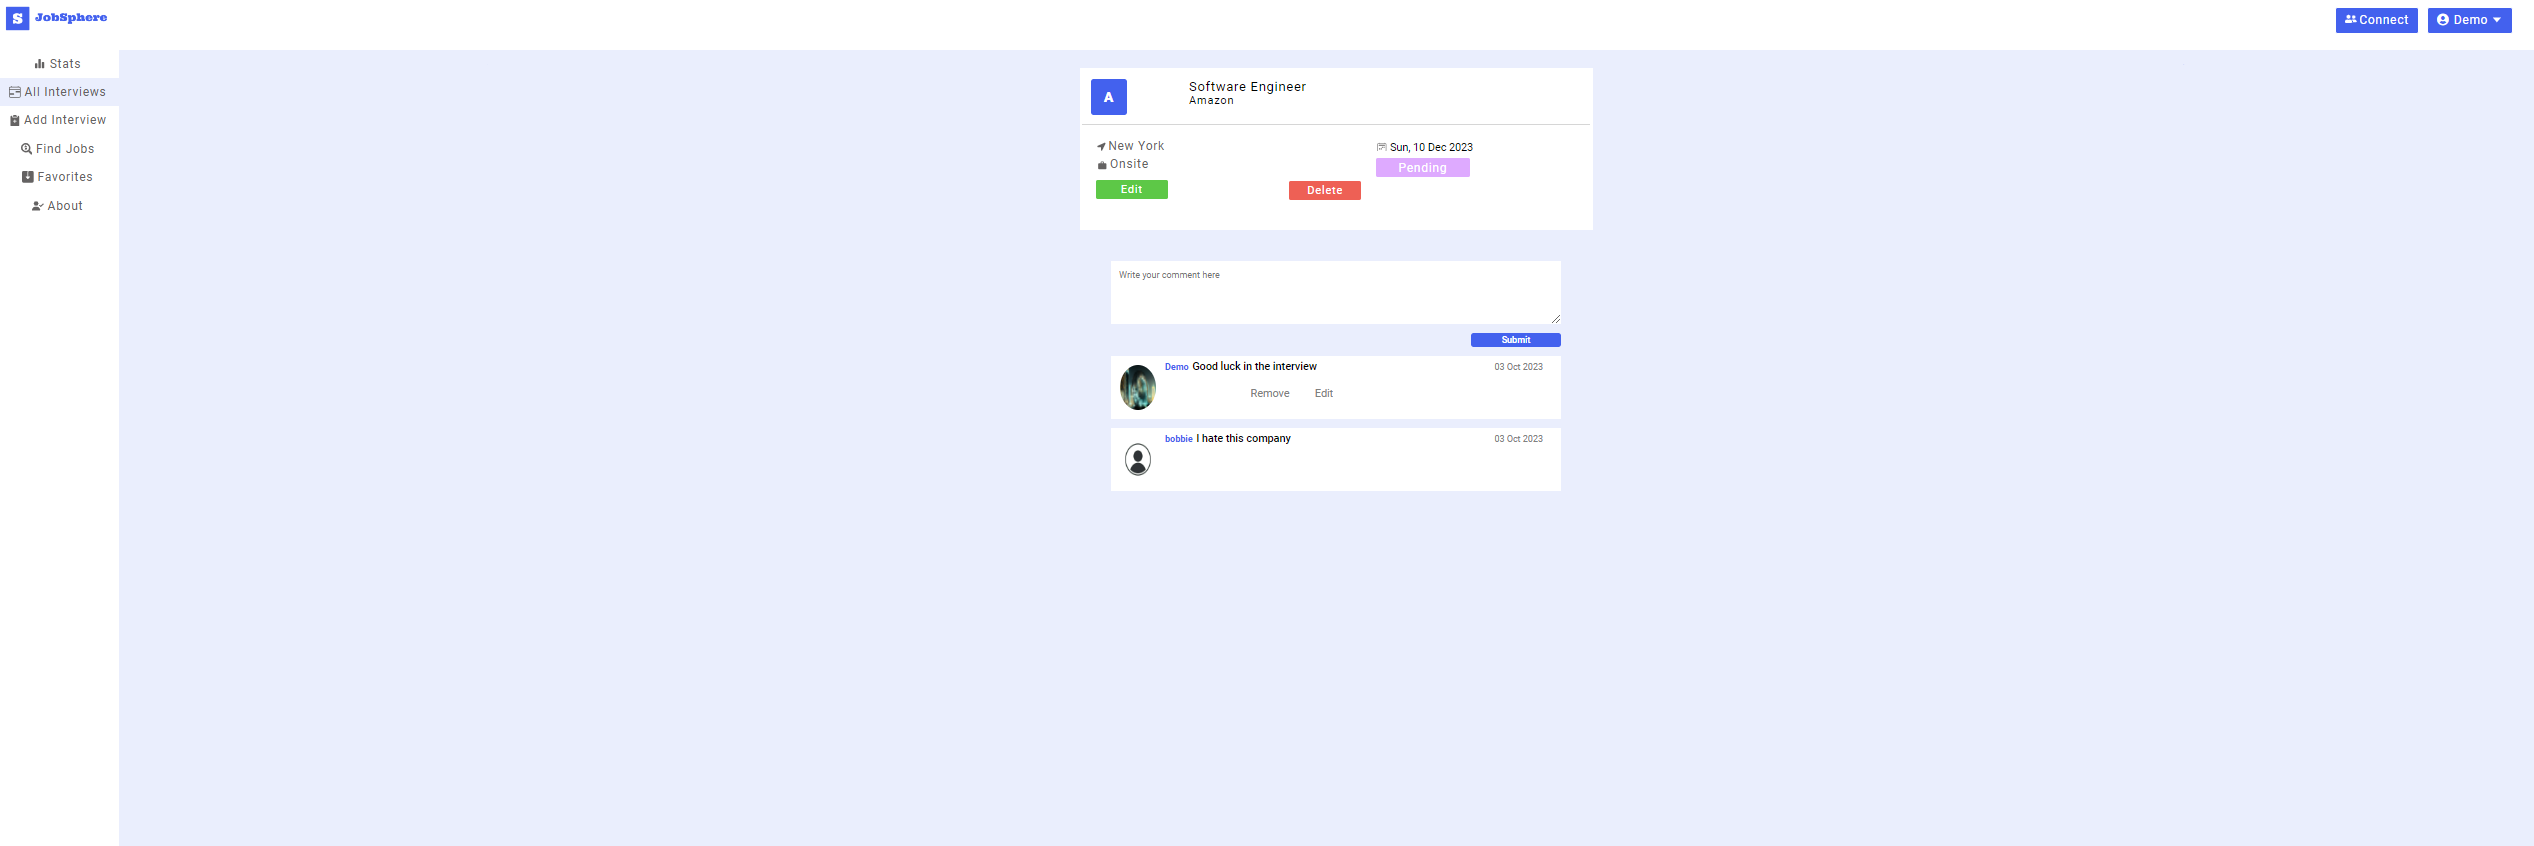 S JobSphere
Connect
Demo
Stats
All Interviews
Add Interview
Find Jobs
Favorites
About
A
Software Engineer
Amazon
New York
Sun, 10 Dec 2023
Onsite
Pending
Edit
Delete
Write your comment here
Submit
Demo Good luck in the interview 03 Oct 2023
Remove Edit
bobbie I hate this company 03 Oct 2023